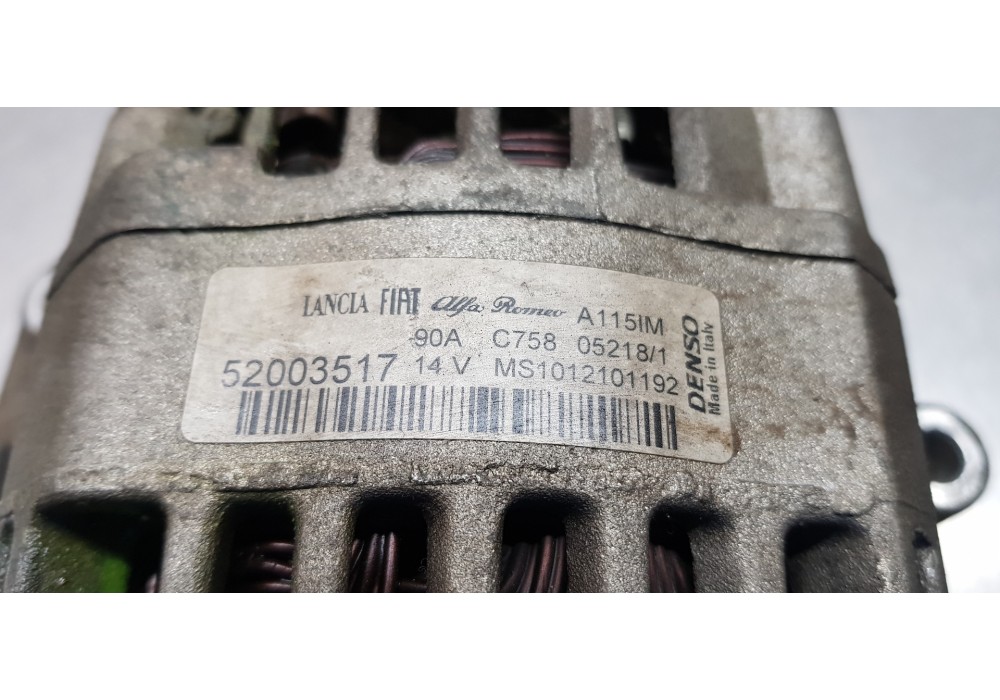 LANCIA FIAT Alfa Romeo A115IM
90A C758 05218/1
52003517 14 V MS1012101192
DENSO
Made in Italy